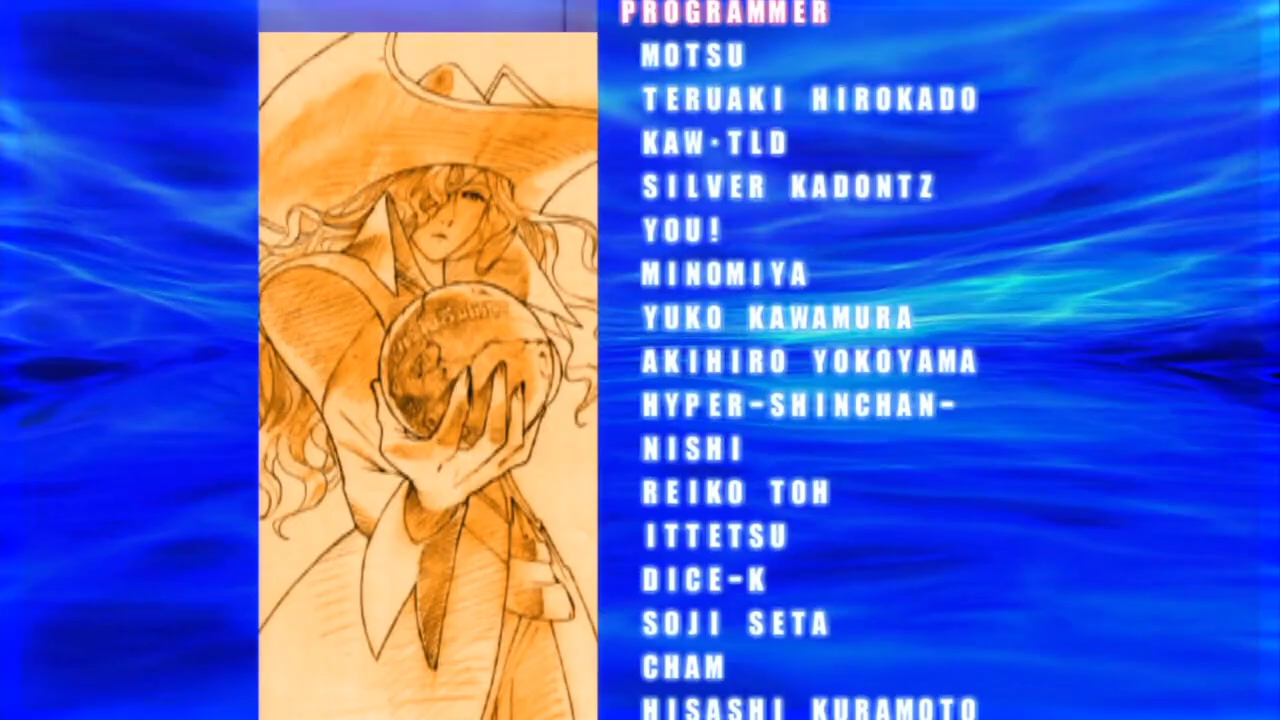 PROGRAMMER
MOTSU
TERUAKI HIROKADO
KAW·TLD
SILVER KADONTZ
YOU!
MINOMIYA
YUKO KAWAMURA
AKIHIRO YOKOYAMA
HYPER-SHINCHAN-
NISHI
REIKO TOH
ITTETSU
DICE-K
SOJI SETA
CHAM
HISASHI KURAMOTO